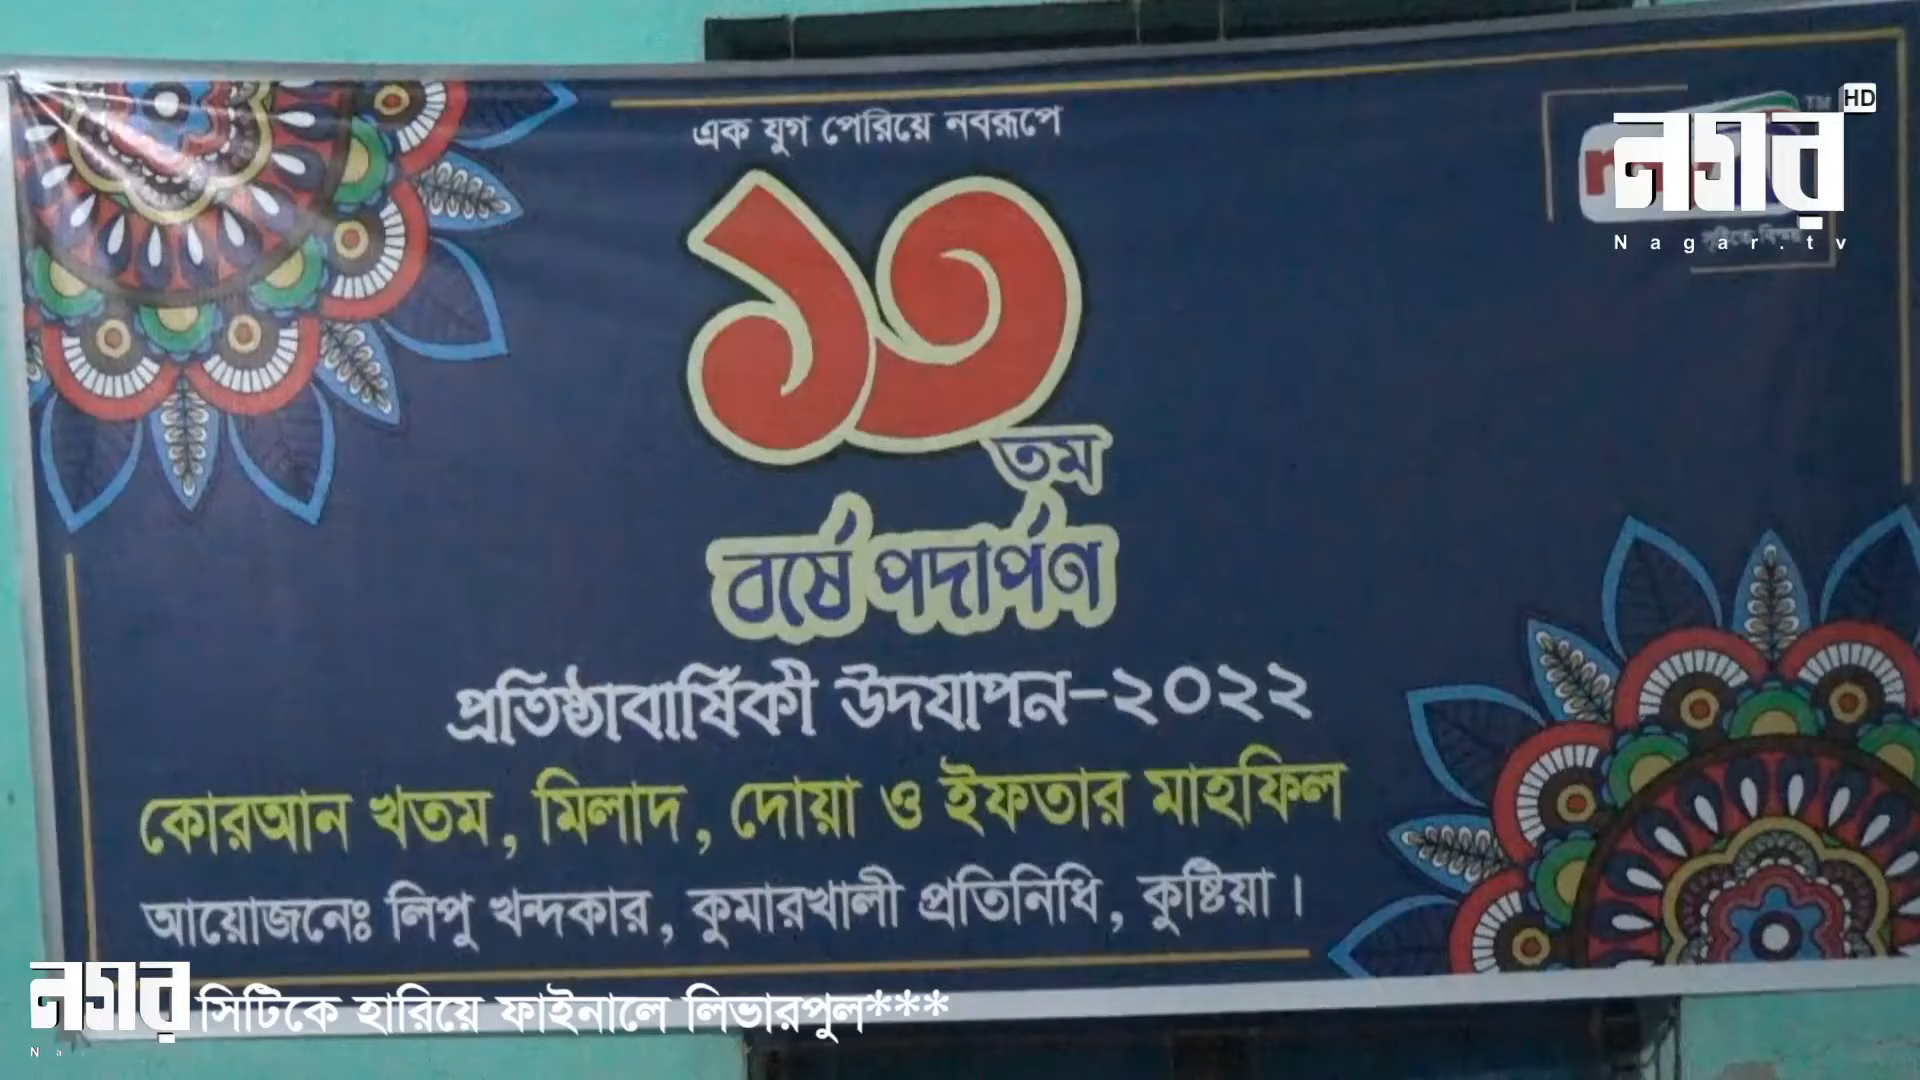 এক যুগ পেরিয়ে নবরূপে
১৩
তম
বর্ষে পদার্পণ
প্রতিষ্ঠাবার্ষিকী উদযাপন-২০২২
কোরআন খতম, মিলাদ, দোয়া ও ইফতার মাহফিল
আয়োজনেঃ লিপু খন্দকার, কুমারখালী প্রতিনিধি, কুষ্টিয়া।
নগর HD
Nagar.tv
নগর সিটিকে হারিয়ে ফাইনালে লিভারপুল***